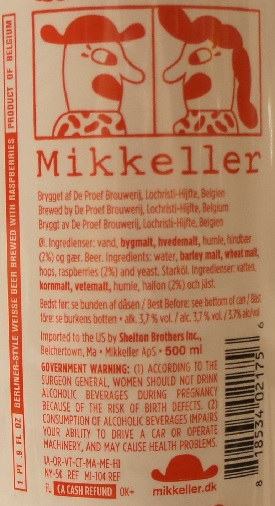 Mikkeller
Brygget af De Proef Brouwerij, Lochristi-Hijfte, Belgien
Brewed by De Proef Brouwerij, Lochristi-Hijfte, Belgium
Bryggt av De Proef Brouwerij, Lochristi-Hijfte, Belgien
Øl. Ingredienser: vand, bygmalt, hvedemalt, humle, hindbær
(2%) og gær. Beer. Ingredients: water, barley malt, wheat malt,
hops, raspberries (2%) and yeast. Starköl. Ingredienser: vatten,
kornmalt, vetemalt, humle, hallon (2%) och jäst.
Bedst før: se bunden af dåsen / Best Before: see bottom of can / Bäst
före: se burkens botten • alk. 3,7 % vol. / alc. 3,7 % vol. / 3,7% alk/vol
Imported to the US by Shelton Brothers Inc.,
Belchertown, Ma • Mikkeller ApS • 500 ml
GOVERNMENT WARNING: (1) ACCORDING TO THE
SURGEON GENERAL, WOMEN SHOULD NOT DRINK
ALCOHOLIC BEVERAGES DURING PREGNANCY
BECAUSE OF THE RISK OF BIRTH DEFECTS. (2)
CONSUMPTION OF ALCOHOLIC BEVERAGES IMPAIRS
YOUR ABILITY TO DRIVE A CAR OR OPERATE
MACHINERY, AND MAY CAUSE HEALTH PROBLEMS.
IA-OR-VT-CT-MA-ME-HI
NY-5¢ REF MI-10¢ REF
CA CASH REFUND OK+
mikkeller.dk
1 PT .9 FL OZ BERLINER-STYLE WEISSE BEER BREWED WITH RASPBERRIES PRODUCT OF BELGIUM
8 18534 02175 6